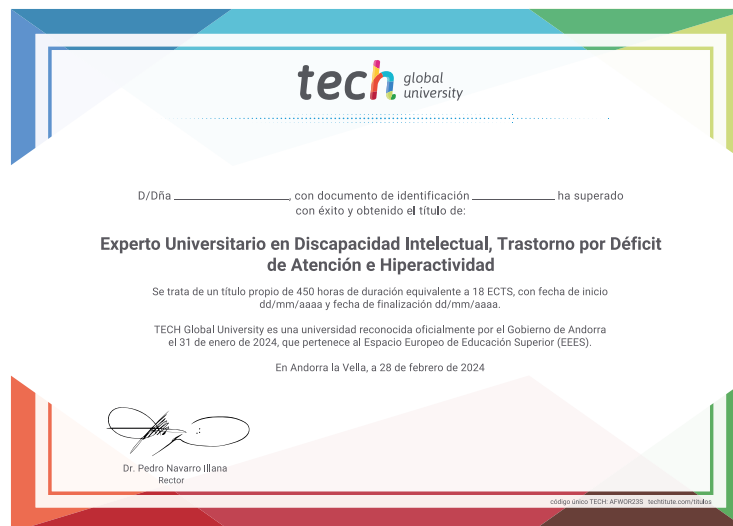 tech global university
D/Dña ____________, con documento de identificación ____________ ha superado
con éxito y obtenido el título de:
Experto Universitario en Discapacidad Intelectual, Trastorno por Déficit
de Atención e Hiperactividad
Se trata de un título propio de 450 horas de duración equivalente a 18 ECTS, con fecha de inicio
dd/mm/aaaa y fecha de finalización dd/mm/aaaa.
TECH Global University es una universidad reconocida oficialmente por el Gobierno de Andorra
el 31 de enero de 2024, que pertenece al Espacio Europeo de Educación Superior (EEES).
En Andorra la Vella, a 28 de febrero de 2024
Dr. Pedro Navarro Illana
Rector
código único TECH: AFWOR23S techtitute.com/titulos